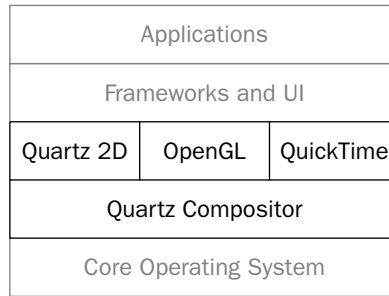 Applications
Frameworks and UI
Quartz 2D OpenGL QuickTime
Quartz Compositor
Core Operating System